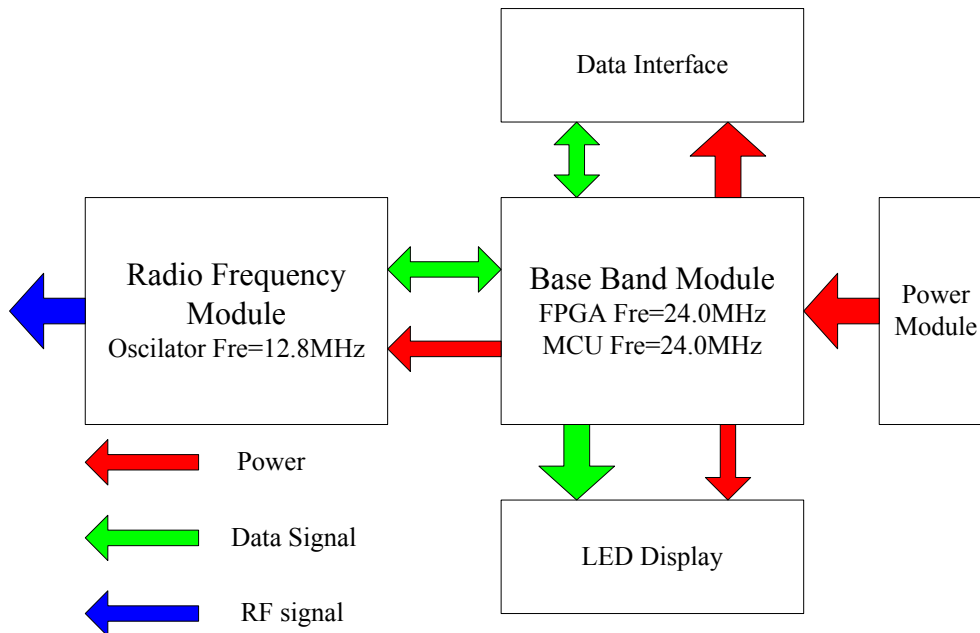 Data Interface
Radio Frequency
Module
Oscilator Fre=12.8MHz
Base Band Module
FPGA Fre=24.0MHz
MCU Fre=24.0MHz
Power
Module
Power
Data Signal
RF signal
LED Display